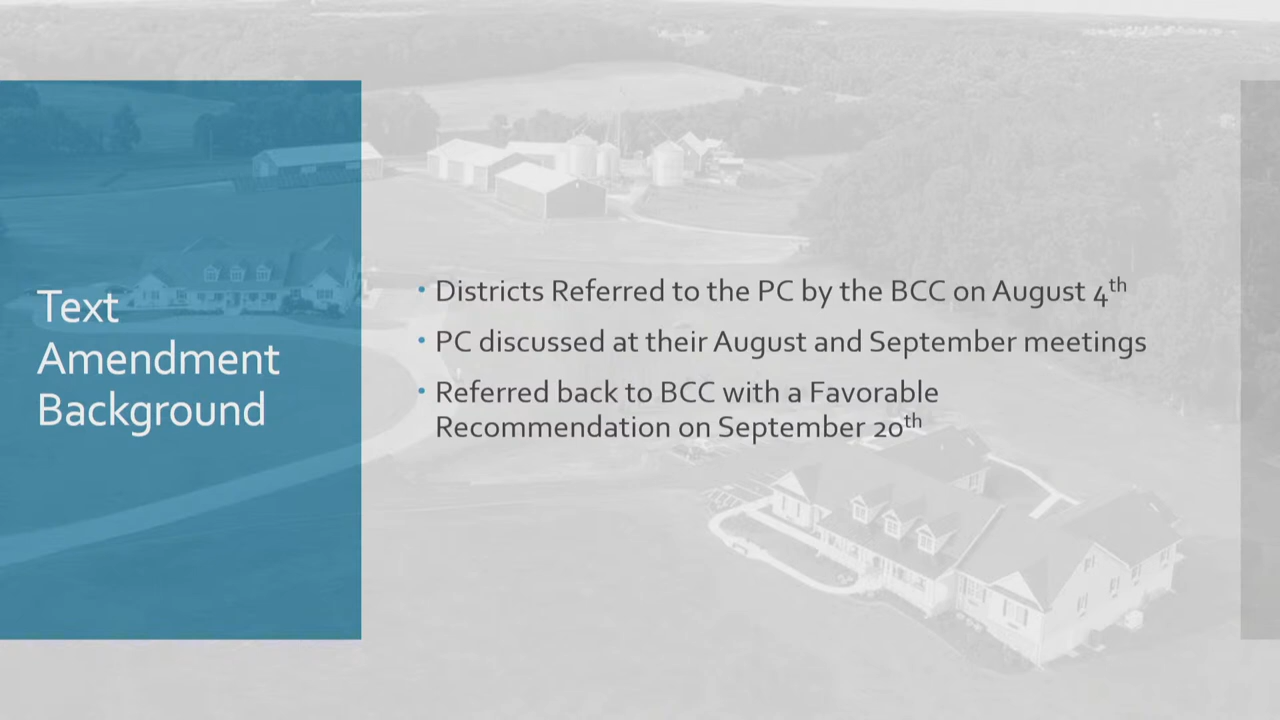 Text
Amendment
Background
• Districts Referred to the PC by the BCC on August 4th
• PC discussed at their August and September meetings
• Referred back to BCC with a Favorable
Recommendation on September 20th